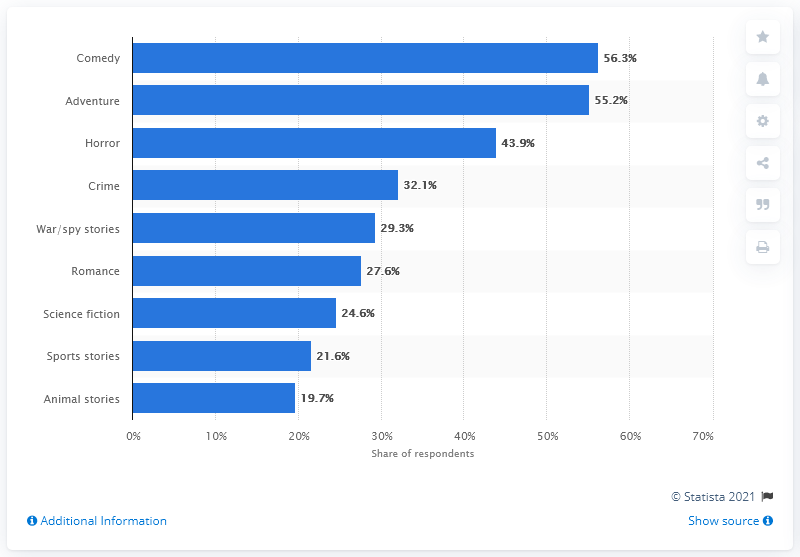 Comedy 56.3%
Adventure 55.2%
Horror 43.9%
Crime 32.1%
War/spy stories 29.3%
Romance 27.6%
Science fiction 24.6%
Sports stories 21.6%
Animal stories 19.7%
0% 10% 20% 30% 40% 50% 60% 70%
Share of respondents
© Statista 2021
Additional Information Show source